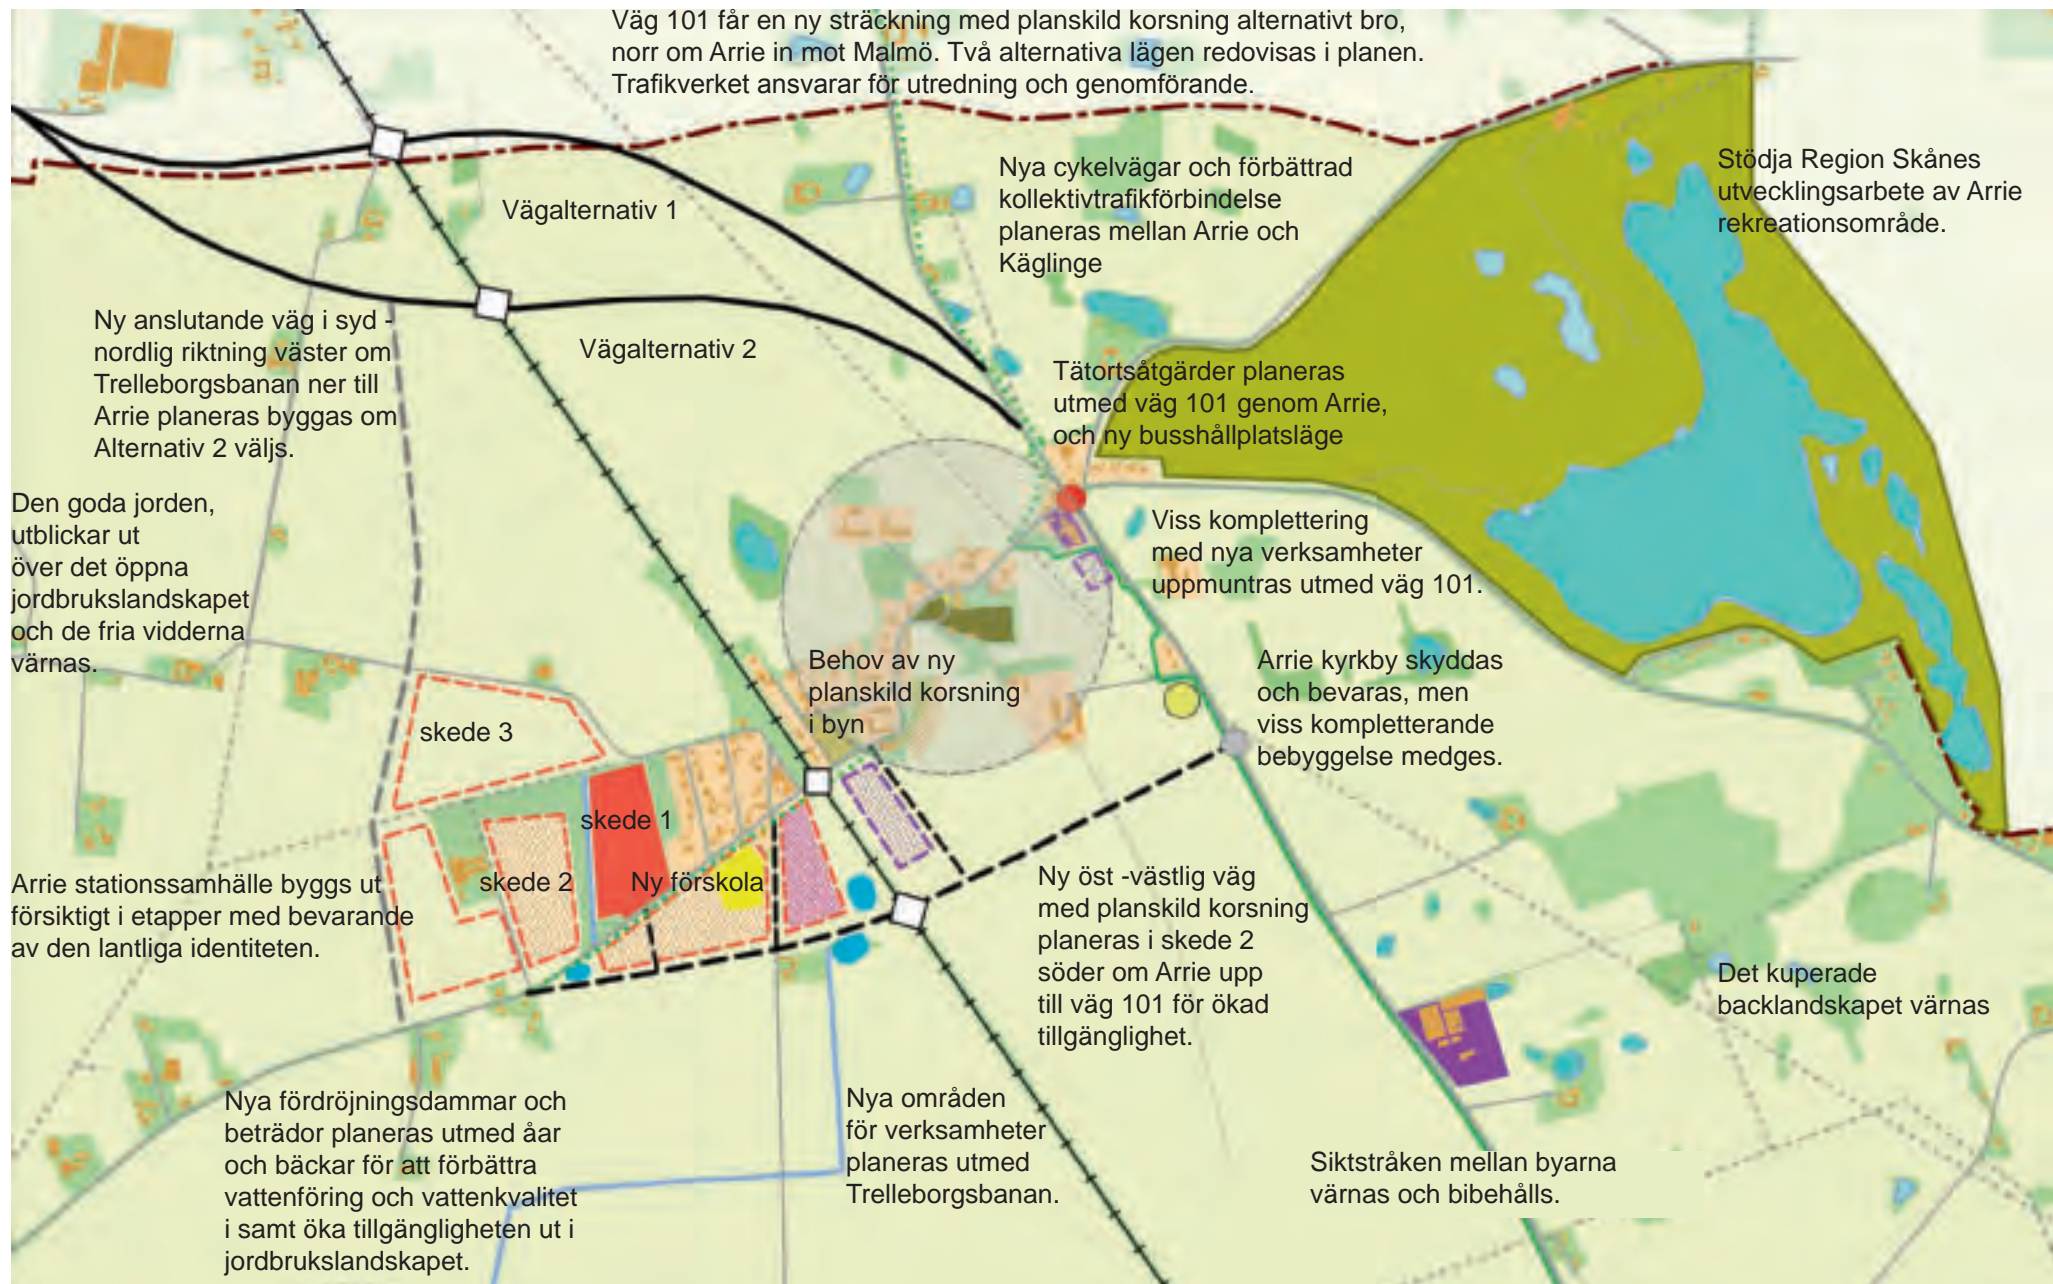 Väg 101 får en ny sträckning med planskild korsning alternativt bro,
norr om Arrie in mot Malmö. Två alternativa lägen redovisas i planen.
Trafikverket ansvarar för utredning och genomförande.
Nya cykelvägar och förbättrad
kollektivtrafikförbindelse
planeras mellan Arrie och
Käglinge
Stödja Region Skånes
utvecklingsarbete av Arrie
rekreationsområde.
Vägalternativ 1
Vägalternativ 2
Ny anslutande väg i syd -
nordlig riktning väster om
Trelleborgsbanan ner till
Arrie planeras byggas om
Alternativ 2 väljs.
Tätortsåtgärder planeras
utmed väg 101 genom Arrie,
och ny busshållplatsläge
Den goda jorden,
utblickar ut
över det öppna
jordbrukslandskapet
och de fria vidderna
värnas.
Viss komplettering
med nya verksamheter
uppmuntras utmed väg 101.
Behov av ny
planskild korsning
i byn
Arrie kyrkby skyddas
och bevaras, men
viss kompletterande
bebyggelse medges.
skede 3
skede 1
skede 2
Ny förskola
Arrie stationssamhälle byggs ut
försiktigt i etapper med bevarande
av den lantliga identiteten.
Ny öst -västlig väg
med planskild korsning
planeras i skede 2
söder om Arrie upp
till väg 101 för ökad
tillgänglighet.
Det kuperade
backlandskapet värnas
Nya fördröjningsdammar och
beträdor planeras utmed åar
och bäckar för att förbättra
vattenföring och vattenkvalitet
i samt öka tillgängligheten ut i
jordbrukslandskapet.
Nya områden
för verksamheter
planeras utmed
Trelleborgsbanan.
Siktstråken mellan byarna
värnas och bibehålls.